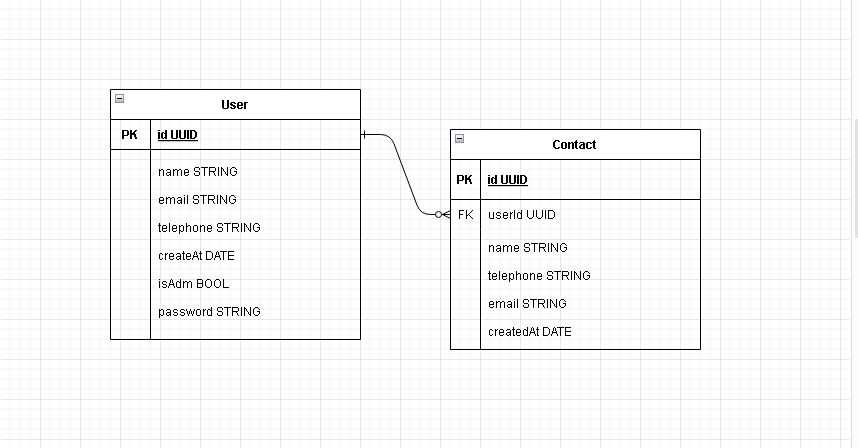 User
PK id UUID
name STRING
email STRING
telephone STRING
createAt DATE
isAdm BOOL
password STRING
Contact
PK id UUID
FK userId UUID
name STRING
telephone STRING
email STRING
createdAt DATE